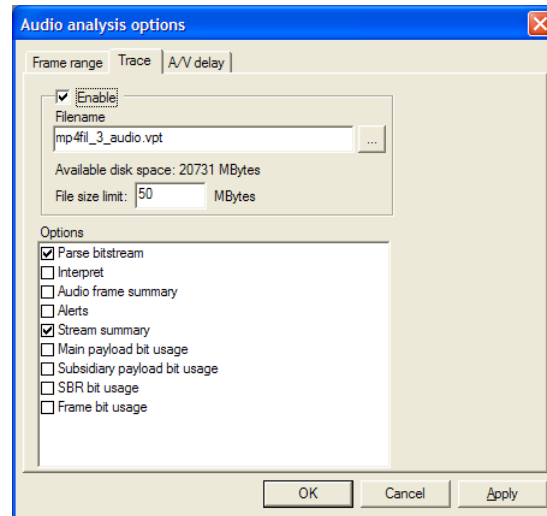 Audio analysis options
Frame range Trace A/V delay
Enable
Filename
mp4fil_3_audio.vpt ...
Available disk space: 20731 MBytes
File size limit: 50 MBytes
Options
Parse bitstream
Interpret
Audio frame summary
Alerts
Stream summary
Main payload bit usage
Subsidiary payload bit usage
SBR bit usage
Frame bit usage
OK Cancel Apply